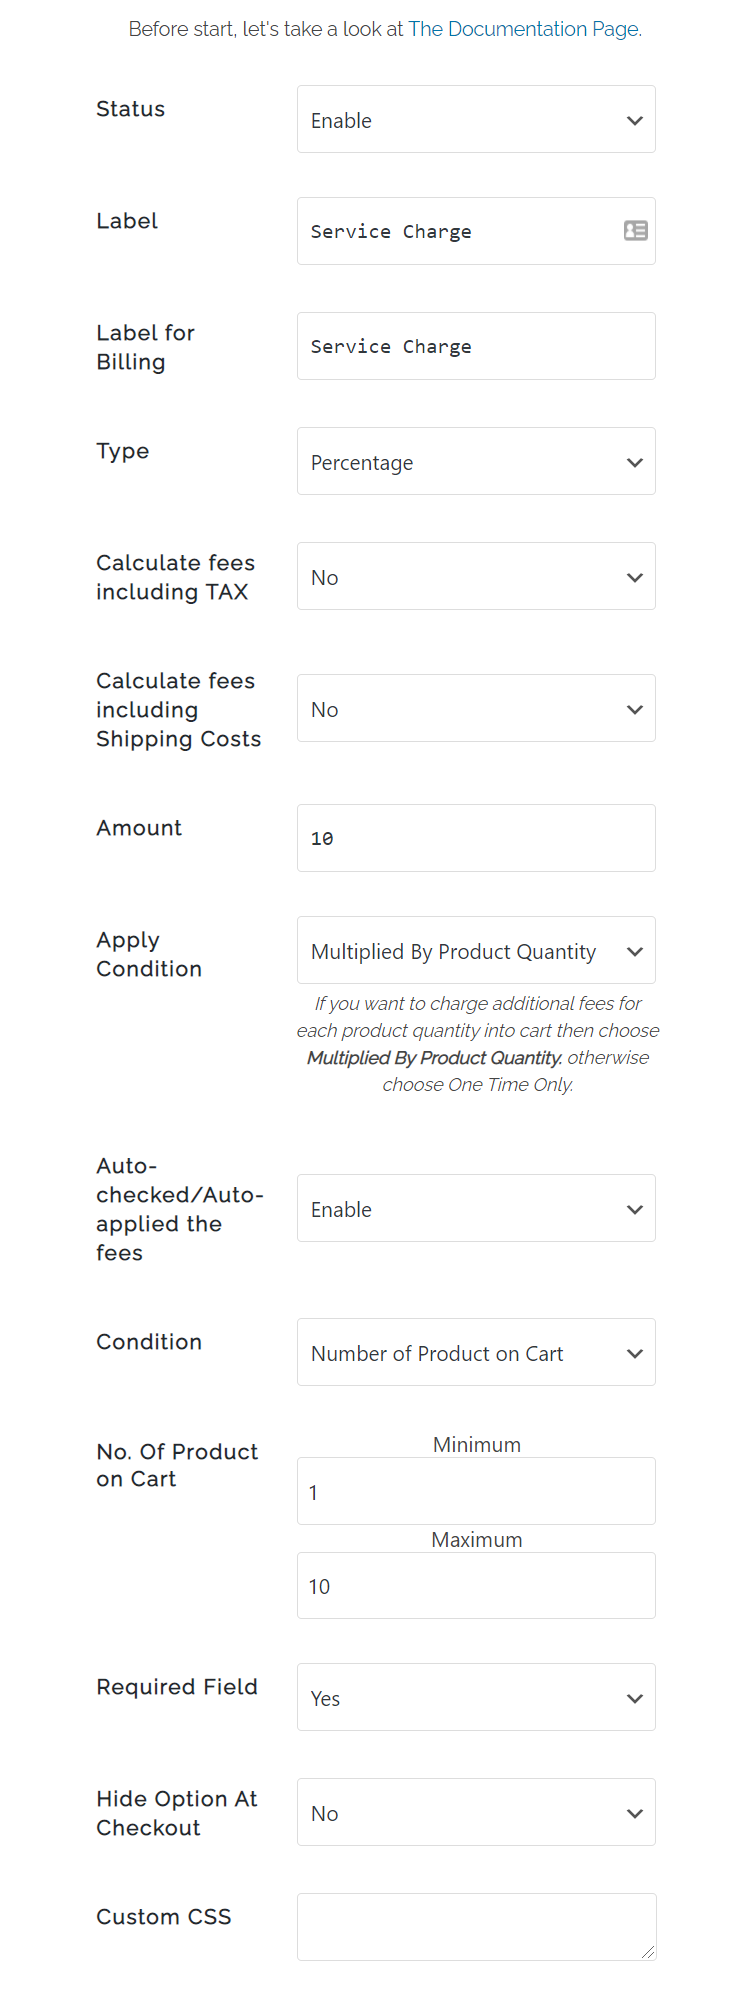 Before start, let's take a look at The Documentation Page.
Status
Enable
Label
Service Charge
Label for
Billing
Service Charge
Type
Percentage
Calculate fees
including TAX
No
Calculate fees
including
Shipping Costs
No
Amount
10
Apply
Condition
Multiplied By Product Quantity
If you want to charge additional fees for
each product quantity into cart then choose
Multiplied By Product Quantity. otherwise
choose One Time Only.
Auto-
checked/Auto-
applied the
fees
Enable
Condition
Number of Product on Cart
No. Of Product
on Cart
Minimum
1
Maximum
10
Required Field
Yes
Hide Option At
Checkout
No
Custom CSS